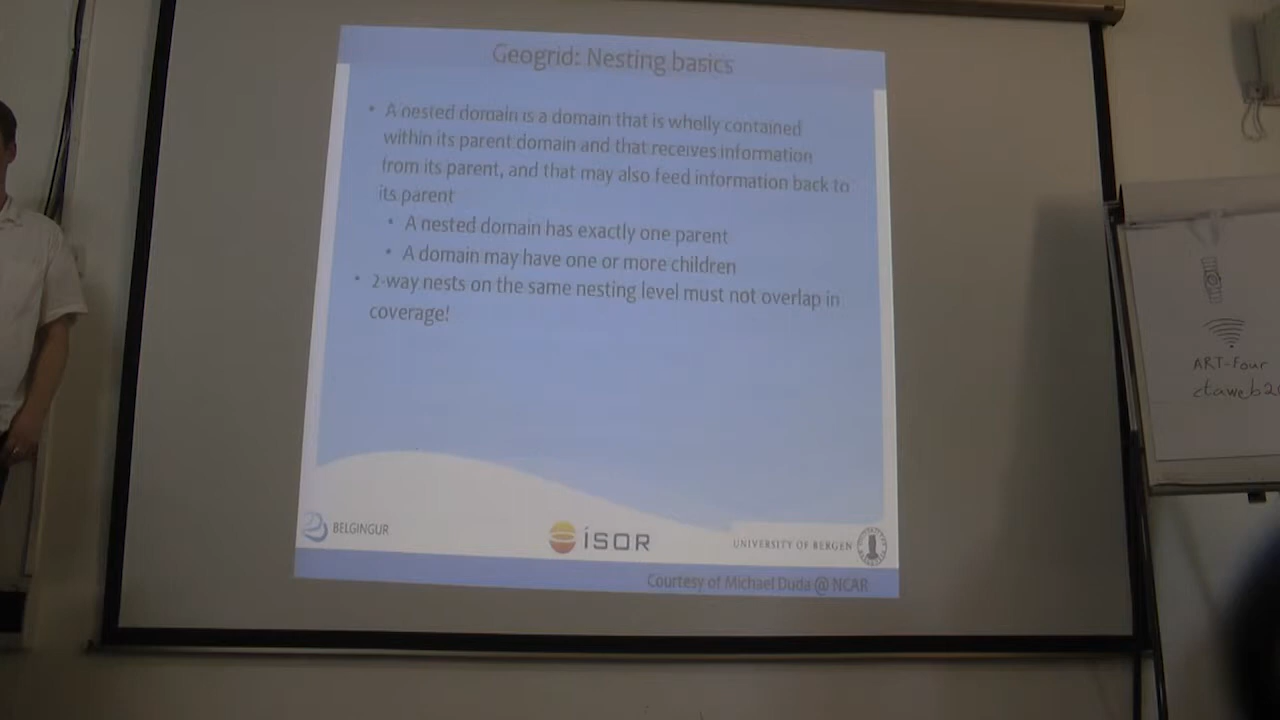 Geogrid: Nesting basics
• A nested domain is a domain that is wholly contained
within its parent domain and that receives information
from its parent, and that may also feed information back to
its parent
• A nested domain has exactly one parent
• A domain may have one or more children
• 2-way nests on the same nesting level must not overlap in
coverage!
BELGINGUR
ÍSOR
UNIVERSITY OF BERGEN
Courtesy of Michael Duda @ NCAR
ART-Four